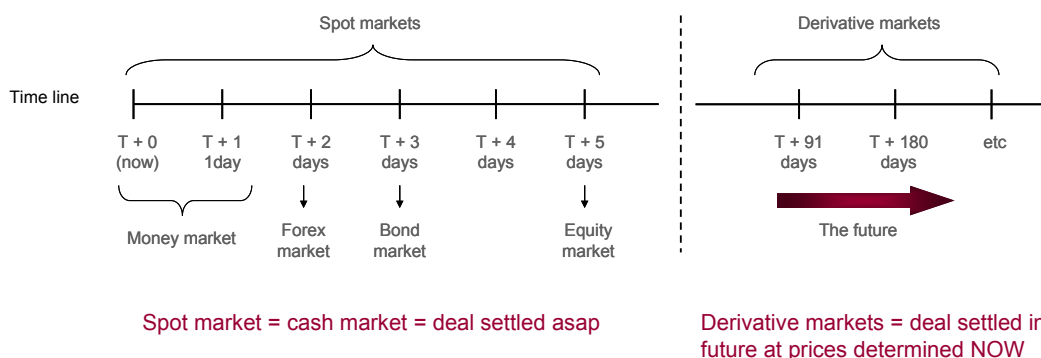 Spot markets
Derivative markets
Time line
T + 0
(now)
T + 1
1day
T + 2
days
T + 3
days
T + 4
days
T + 5
days
T + 91
days
T + 180
days
etc
Money market
Forex
market
Bond
market
Equity
market
The future
Spot market = cash market = deal settled asap
Derivative markets = deal settled in
future at prices determined NOW